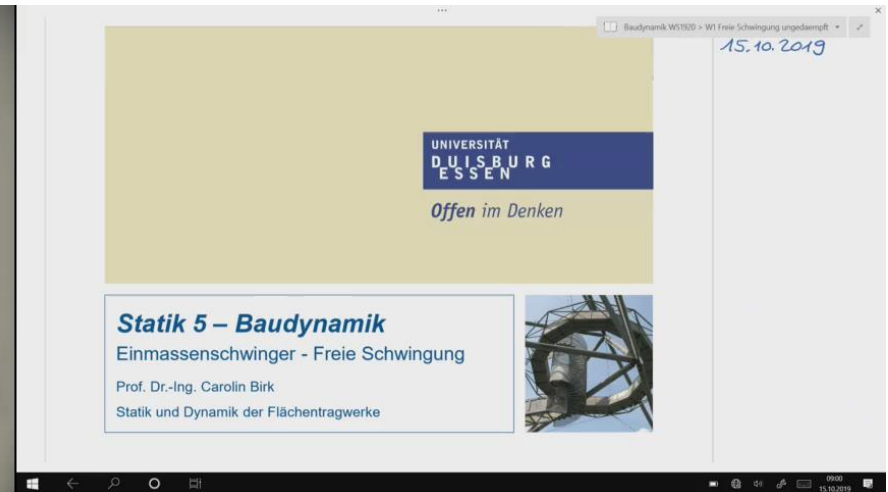 Baudynamik WS1920 > W1 Freie Schwingung ungedaempft
15.10.2019
UNIVERSITÄT
DUISBURG
ESSEN
Offen im Denken
Statik 5 – Baudynamik
Einmassenschwinger - Freie Schwingung
Prof. Dr.-Ing. Carolin Birk
Statik und Dynamik der Flächentragwerke
09:00
15.10.2019